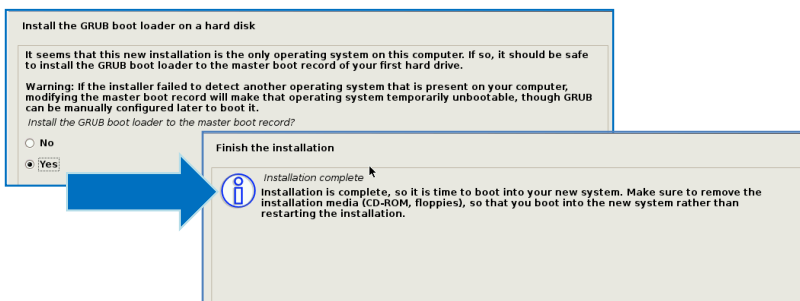 Install the GRUB boot loader on a hard disk
It seems that this new installation is the only operating system on this computer. If so, it should be safe
to install the GRUB boot loader to the master boot record of your first hard drive.
Warning: If the installer failed to detect another operating system that is present on your computer,
modifying the master boot record will make that operating system temporarily unbootable, though GRUB
can be manually configured later to boot it.
Install the GRUB boot loader to the master boot record?
No
Yes
Finish the installation
Installation complete
Installation is complete, so it is time to boot into your new system. Make sure to remove the
installation media (CD-ROM, floppies), so that you boot into the new system rather than
restarting the installation.